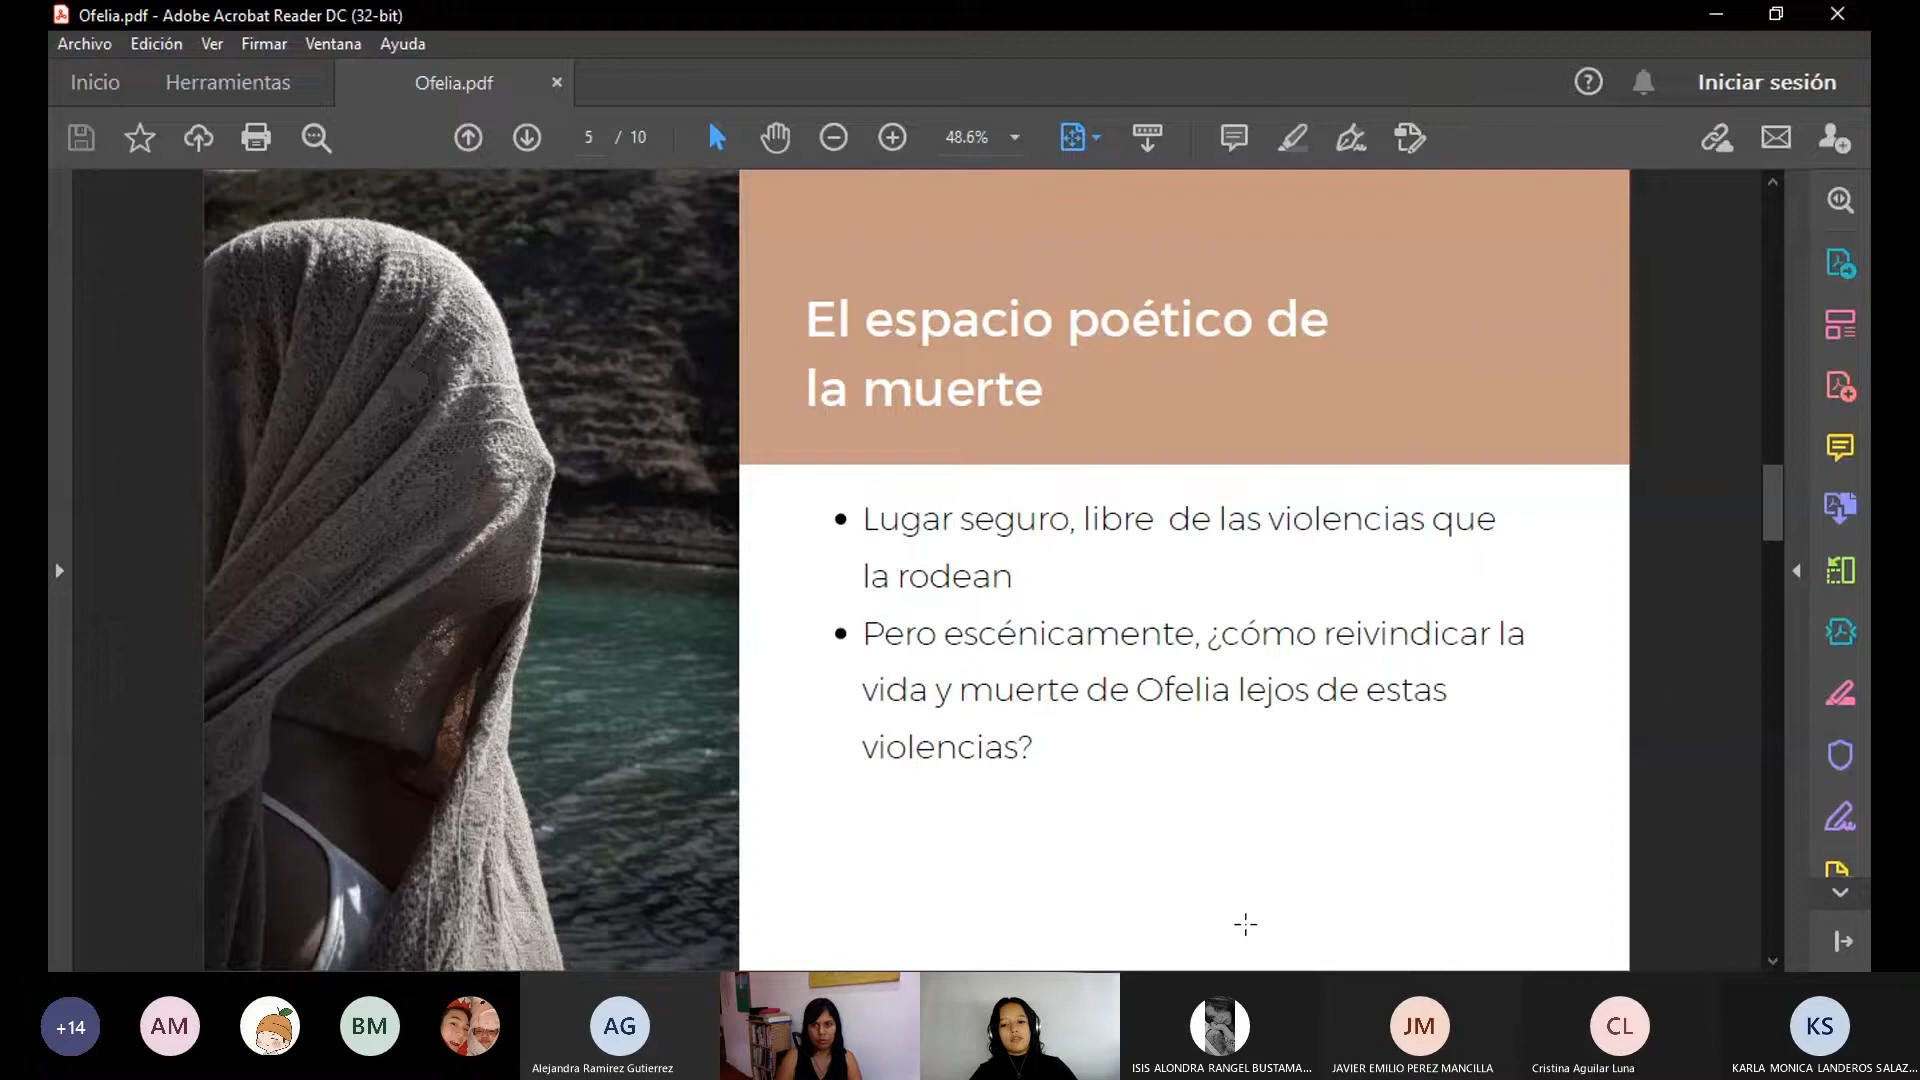 Ofelia.pdf - Adobe Acrobat Reader DC (32-bit)
Archivo Edición Ver Firmar Ventana Ayuda
Inicio Herramientas Ofelia.pdf Iniciar sesión
5 / 10 48.6%
El espacio poético de
la muerte
Lugar seguro, libre de las violencias que
la rodean
Pero escénicamente, ¿cómo reivindicar la
vida y muerte de Ofelia lejos de estas
violencias?
+14 AM BM AG JM CL KS
Alejandra Ramirez Gutierrez ISIS ALONDRA RANGEL BUSTAMA... JAVIER EMILIO PEREZ MANCILLA Cristina Aguilar Luna KARLA MONICA LANDEROS SALAZ...